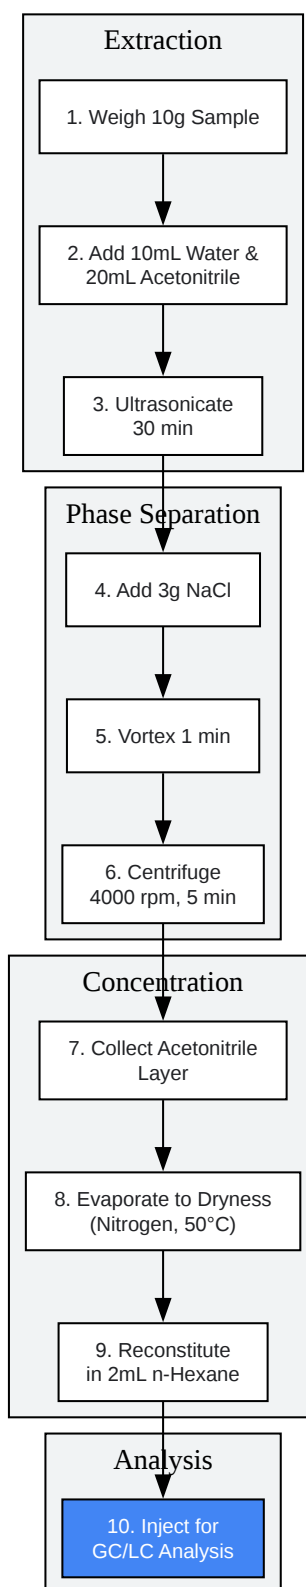 Extraction
1. Weigh 10g Sample
2. Add 10mL Water &
20mL Acetonitrile
3. Ultrasonicate
30 min
Phase Separation
4. Add 3g NaCl
5. Vortex 1 min
6. Centrifuge
4000 rpm, 5 min
Concentration
7. Collect Acetonitrile
Layer
8. Evaporate to Dryness
(Nitrogen, 50°C)
9. Reconstitute
in 2mL n-Hexane
Analysis
10. Inject for
GC/LC Analysis